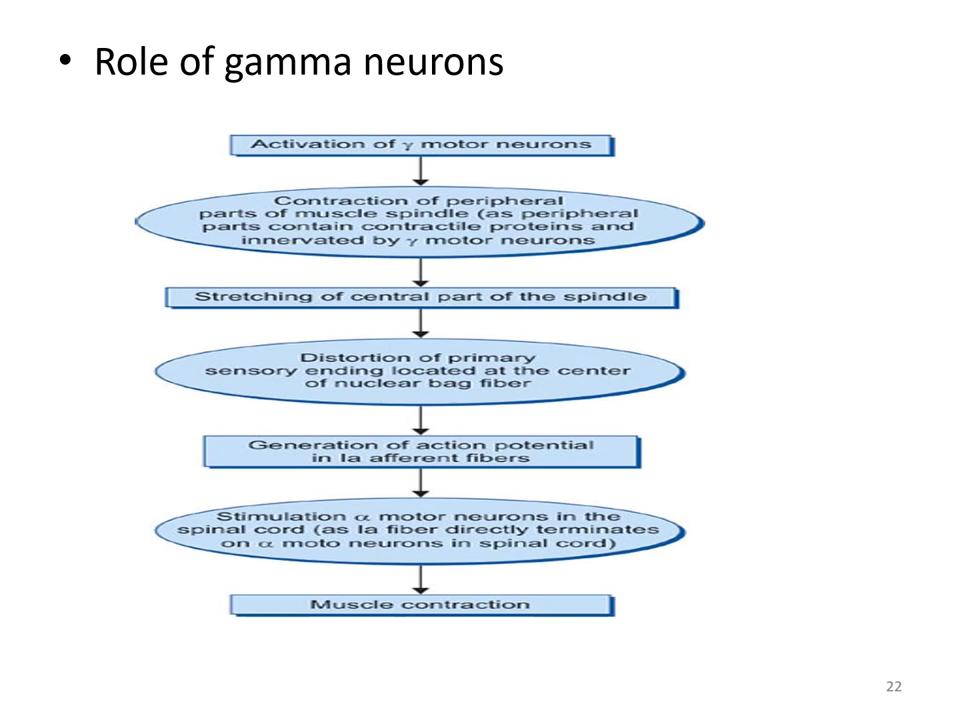 • Role of gamma neurons
Activation of γ motor neurons
Contraction of peripheral
parts of muscle spindle (as peripheral
parts contain contractile proteins and
innervated by γ motor neurons
Stretching of central part of the spindle
Distortion of primary
sensory ending located at the center
of nuclear bag fiber
Generation of action potential
in Ia afferent fibers
Stimulation α motor neurons in the
spinal cord (as Ia fiber directly terminates
on α moto neurons in spinal cord)
Muscle contraction
22